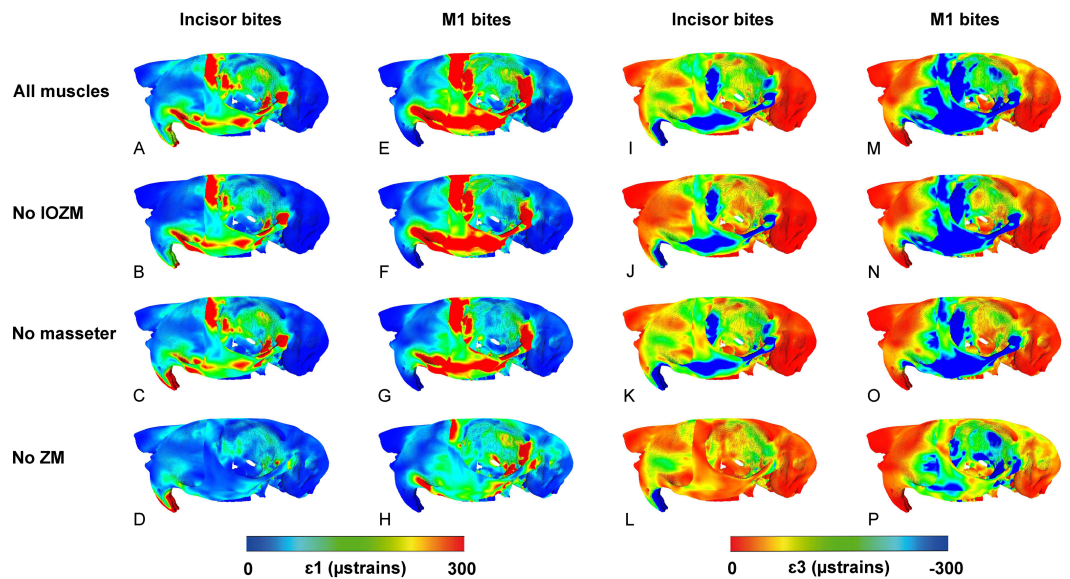 Incisor bites M1 bites Incisor bites M1 bites
All muscles
A E I M
No IOZM
B F J N
No masseter
C G K O
No ZM
D H L P
0 ε1 (µstrains) 300 0 ε3 (µstrains) -300